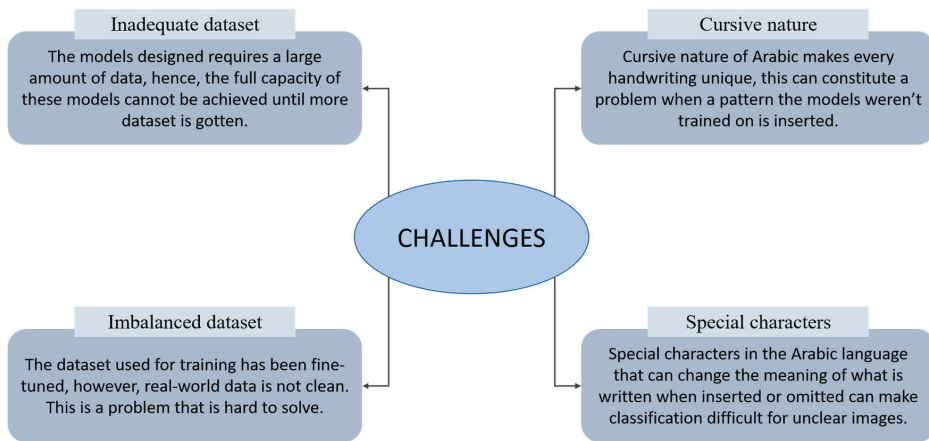 Inadequate dataset
The models designed requires a large
amount of data, hence, the full capacity of
these models cannot be achieved until more
dataset is gotten.
Cursive nature
Cursive nature of Arabic makes every
handwriting unique, this can constitute a
problem when a pattern the models weren’t
trained on is inserted.
CHALLENGES
Imbalanced dataset
The dataset used for training has been fine-
tuned, however, real-world data is not clean.
This is a problem that is hard to solve.
Special characters
Special characters in the Arabic language
that can change the meaning of what is
written when inserted or omitted can make
classification difficult for unclear images.